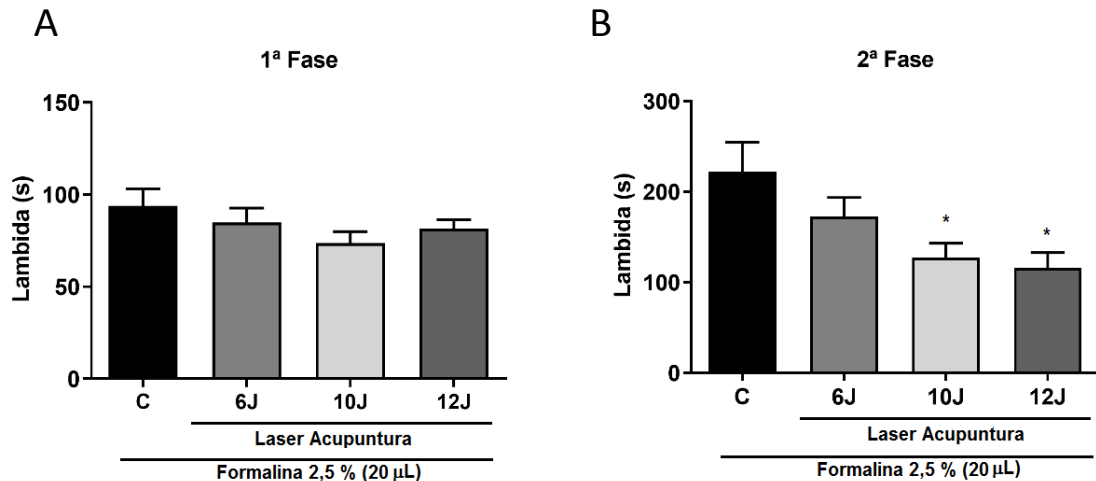 A
1ª Fase
Lambida (s)
150
100
50
0
C 6J 10J 12J
Laser Acupuntura
Formalina 2,5 % (20 μL)
B
2ª Fase
Lambida (s)
300
200
100
0
* *
C 6J 10J 12J
Laser Acupuntura
Formalina 2,5 % (20 μL)